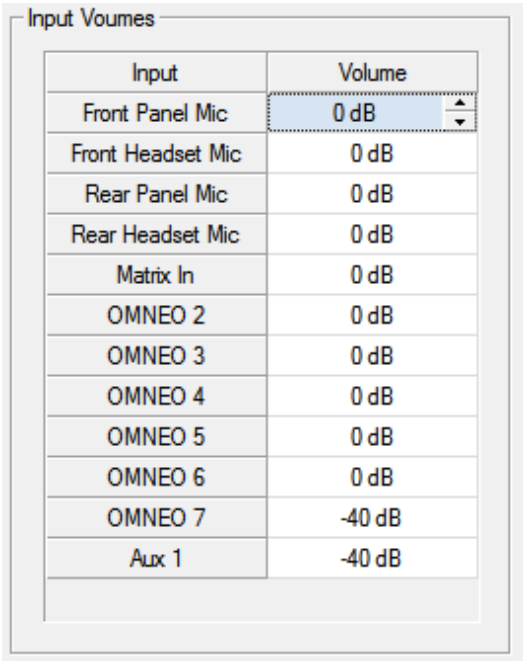 Input Voumes
Input Volume
Front Panel Mic 0 dB
Front Headset Mic 0 dB
Rear Panel Mic 0 dB
Rear Headset Mic 0 dB
Matrix In 0 dB
OMNEO 2 0 dB
OMNEO 3 0 dB
OMNEO 4 0 dB
OMNEO 5 0 dB
OMNEO 6 0 dB
OMNEO 7 -40 dB
Aux 1 -40 dB